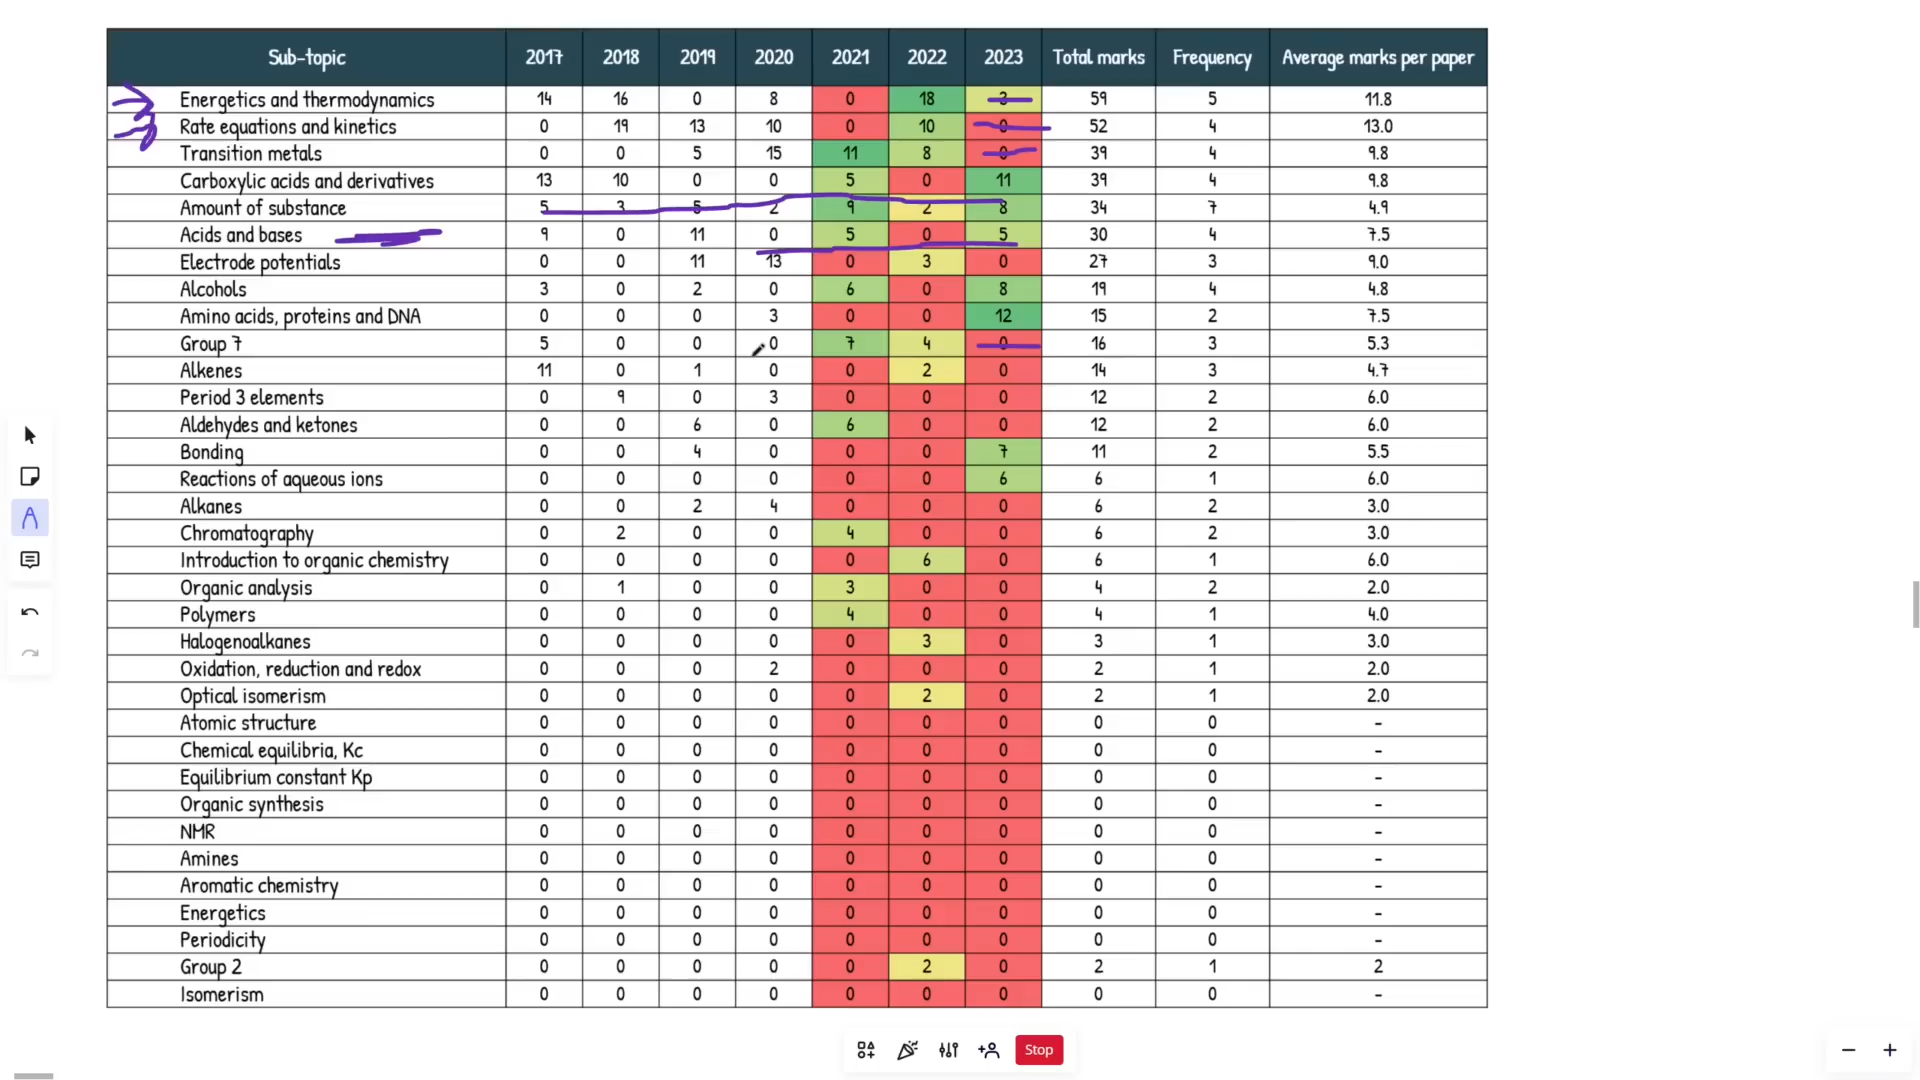 Sub-topic 2017 2018 2019 2020 2021 2022 2023 Total marks Frequency Average marks per paper
Energetics and thermodynamics 14 16 0 8 0 18 3 59 5 11.8
Rate equations and kinetics 0 19 13 10 0 10 0 52 4 13.0
Transition metals 0 0 5 15 11 8 0 39 4 9.8
Carboxylic acids and derivatives 13 10 0 0 5 0 11 39 4 9.8
Amount of substance 5 3 5 2 9 2 8 34 7 4.9
Acids and bases 9 0 11 0 5 0 5 30 4 7.5
Electrode potentials 0 0 11 13 0 3 0 27 3 9.0
Alcohols 3 0 2 0 6 0 8 19 4 4.8
Amino acids, proteins and DNA 0 0 0 3 0 0 12 15 2 7.5
Group 7 5 0 0 0 7 4 0 16 3 5.3
Alkenes 11 0 1 0 0 2 0 14 3 4.7
Period 3 elements 0 9 0 3 0 0 0 12 2 6.0
Aldehydes and ketones 0 0 6 0 6 0 0 12 2 6.0
Bonding 0 0 4 0 0 0 7 11 2 5.5
Reactions of aqueous ions 0 0 0 0 0 0 6 6 1 6.0
Alkanes 0 0 2 4 0 0 0 6 2 3.0
Chromatography 0 2 0 0 4 0 0 6 2 3.0
Introduction to organic chemistry 0 0 0 0 0 6 0 6 1 6.0
Organic analysis 0 1 0 0 3 0 0 4 2 2.0
Polymers 0 0 0 0 4 0 0 4 1 4.0
Halogenoalkanes 0 0 0 0 0 3 0 3 1 3.0
Oxidation, reduction and redox 0 0 0 2 0 0 0 2 1 2.0
Optical isomerism 0 0 0 0 0 2 0 2 1 2.0
Atomic structure 0 0 0 0 0 0 0 0 0 -
Chemical equilibria, Kc 0 0 0 0 0 0 0 0 0 -
Equilibrium constant Kp 0 0 0 0 0 0 0 0 0 -
Organic synthesis 0 0 0 0 0 0 0 0 0 -
NMR 0 0 0 0 0 0 0 0 0 -
Amines 0 0 0 0 0 0 0 0 0 -
Aromatic chemistry 0 0 0 0 0 0 0 0 0 -
Energetics 0 0 0 0 0 0 0 0 0 -
Periodicity 0 0 0 0 0 0 0 0 0 -
Group 2 0 0 0 0 0 2 0 2 1 2
Isomerism 0 0 0 0 0 0 0 0 0 -
Stop